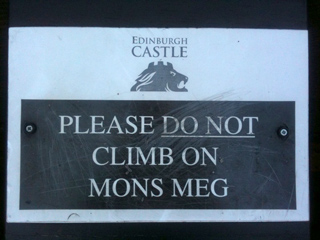 EDINBURGH
CASTLE
PLEASE DO NOT
CLIMB ON
MONS MEG